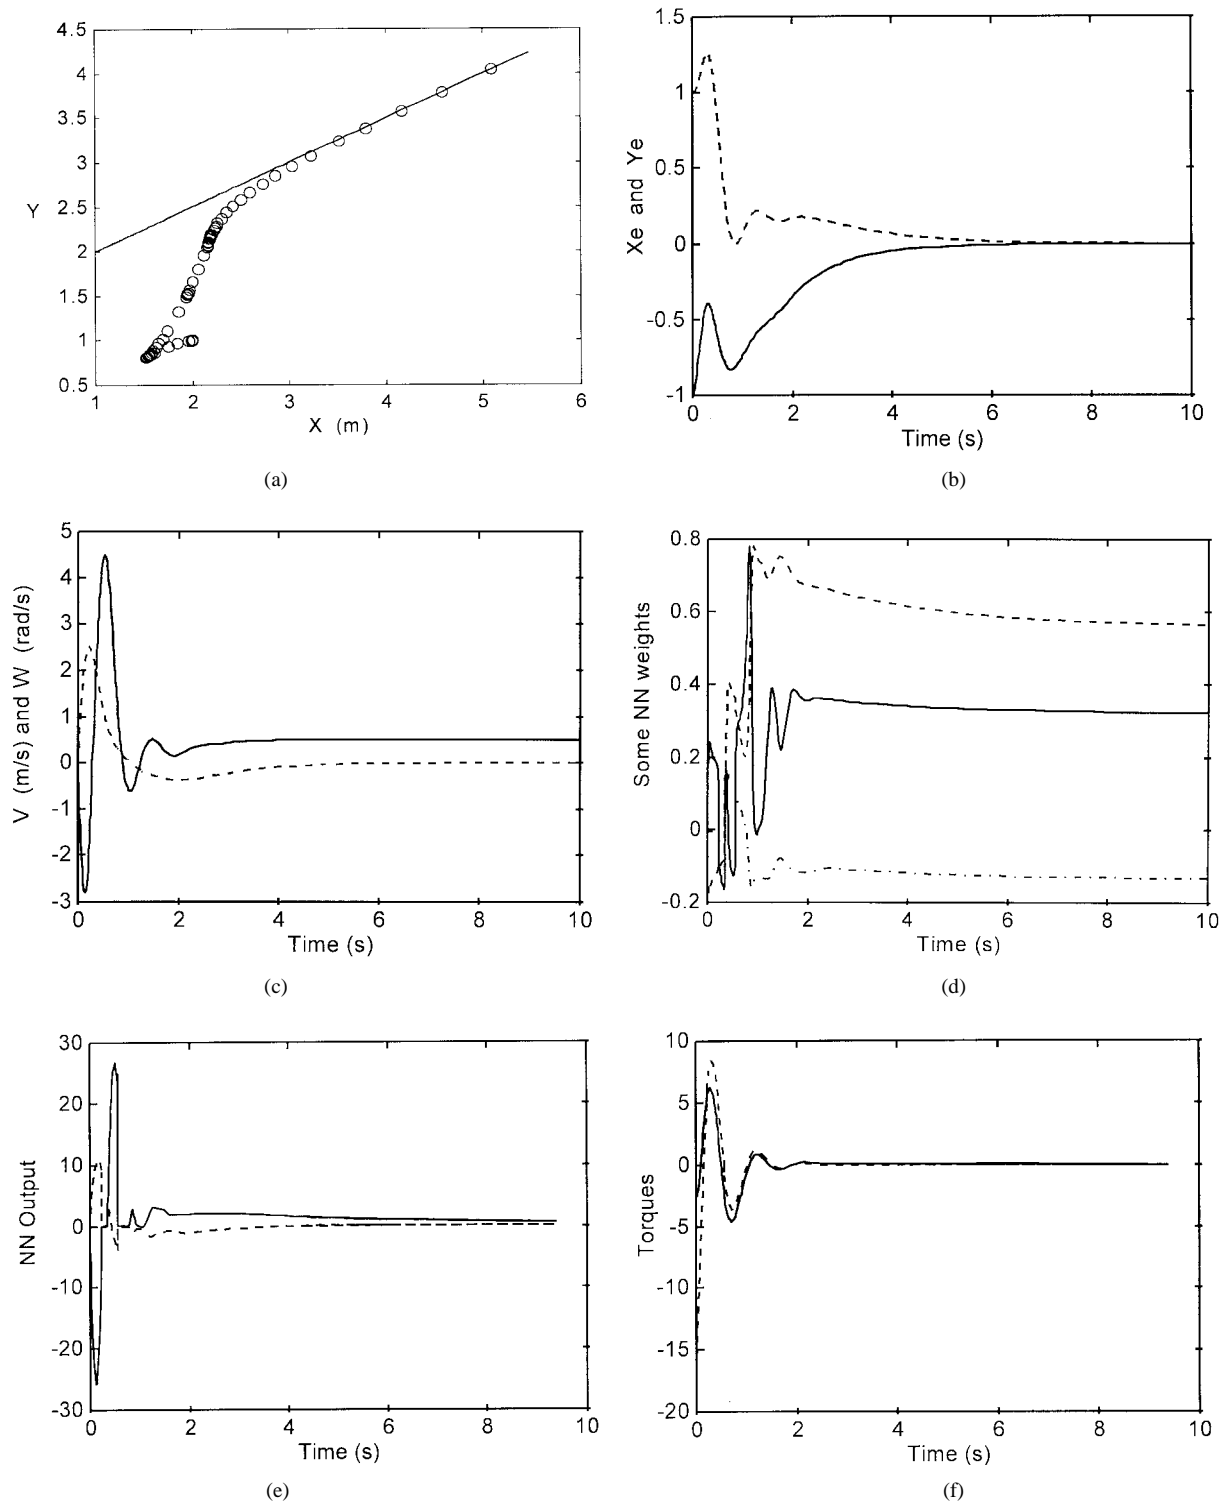 4.5
4
3.5
3
Y
2.5
2
1.5
1
0.5
1 2 3 4 5 6
X (m)
(a)
1.5
1
0.5
0
-0.5
-1
Xe and Ye
0 2 4 6 8 10
Time (s)
(b)
5
4
3
2
1
0
-1
-2
-3
V (m/s) and W (rad/s)
0 2 4 6 8 10
Time (s)
(c)
0.8
0.6
0.4
0.2
0
-0.2
Some NN weights
0 2 4 6 8 10
Time (s)
(d)
30
20
10
0
-10
-20
-30
NN Output
0 2 4 6 8 10
Time (s)
(e)
10
5
0
-5
-10
-15
-20
Torques
0 2 4 6 8 10
Time (s)
(f)